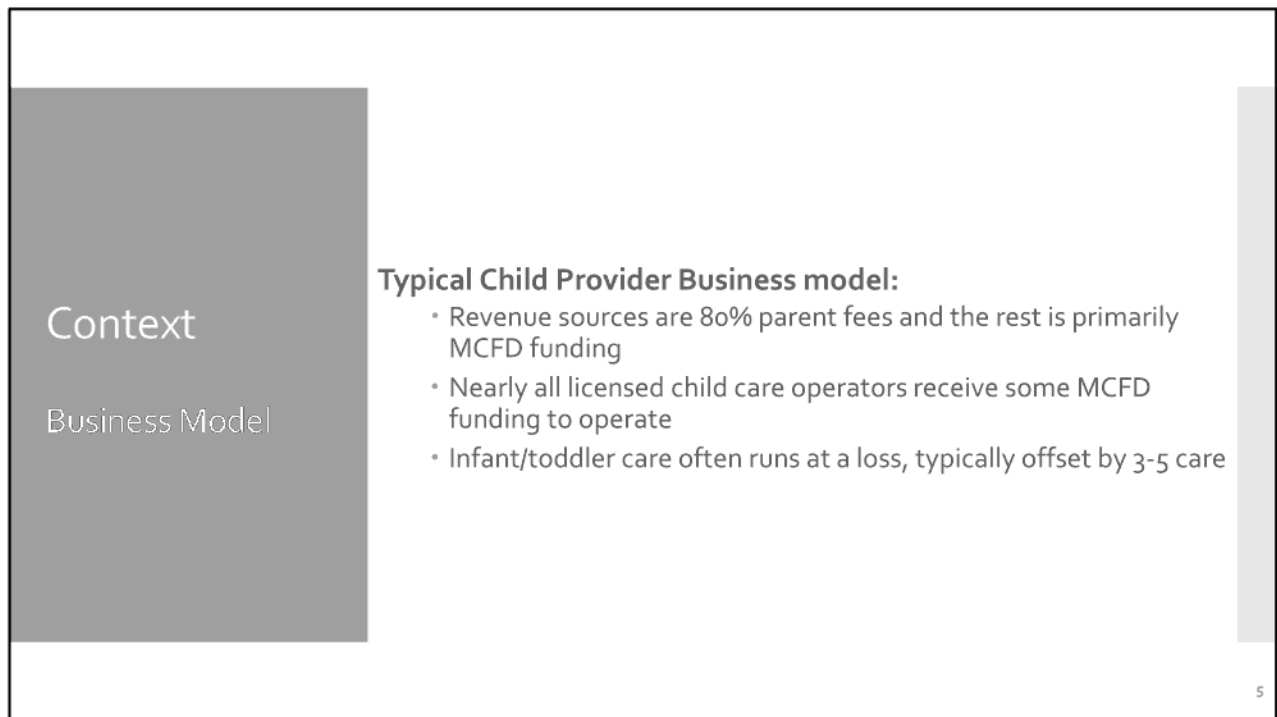 Context
Business Model
Typical Child Provider Business model:
• Revenue sources are 80% parent fees and the rest is primarily
MCFD funding
• Nearly all licensed child care operators receive some MCFD
funding to operate
• Infant/toddler care often runs at a loss, typically offset by 3-5 care
5